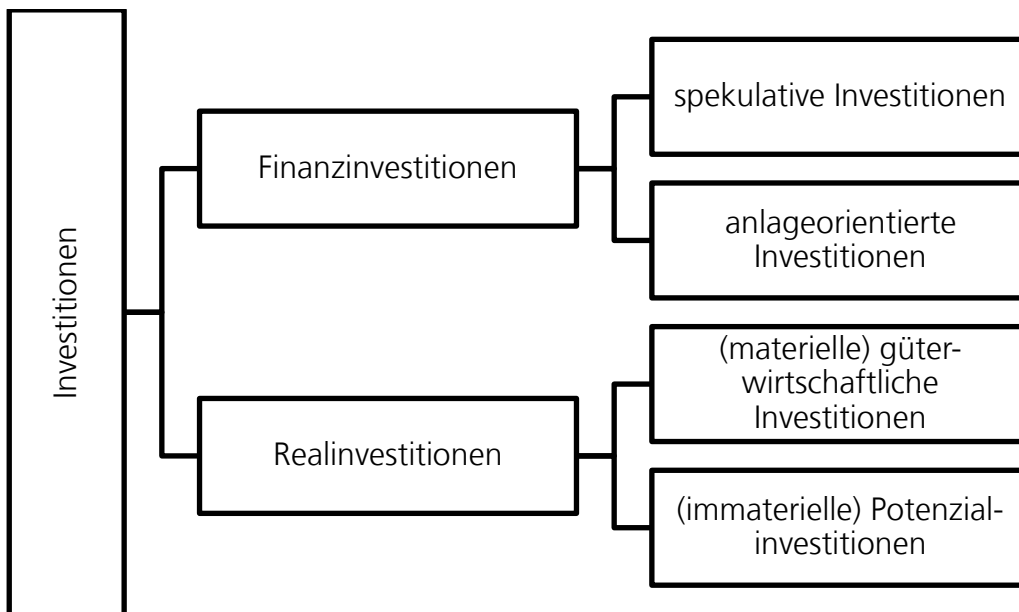 Investitionen
Finanzinvestitionen
spekulative Investitionen
anlageorientierte
Investitionen
Realinvestitionen
(materielle) güter-
wirtschaftliche
Investitionen
(immaterielle) Potenzial-
investitionen